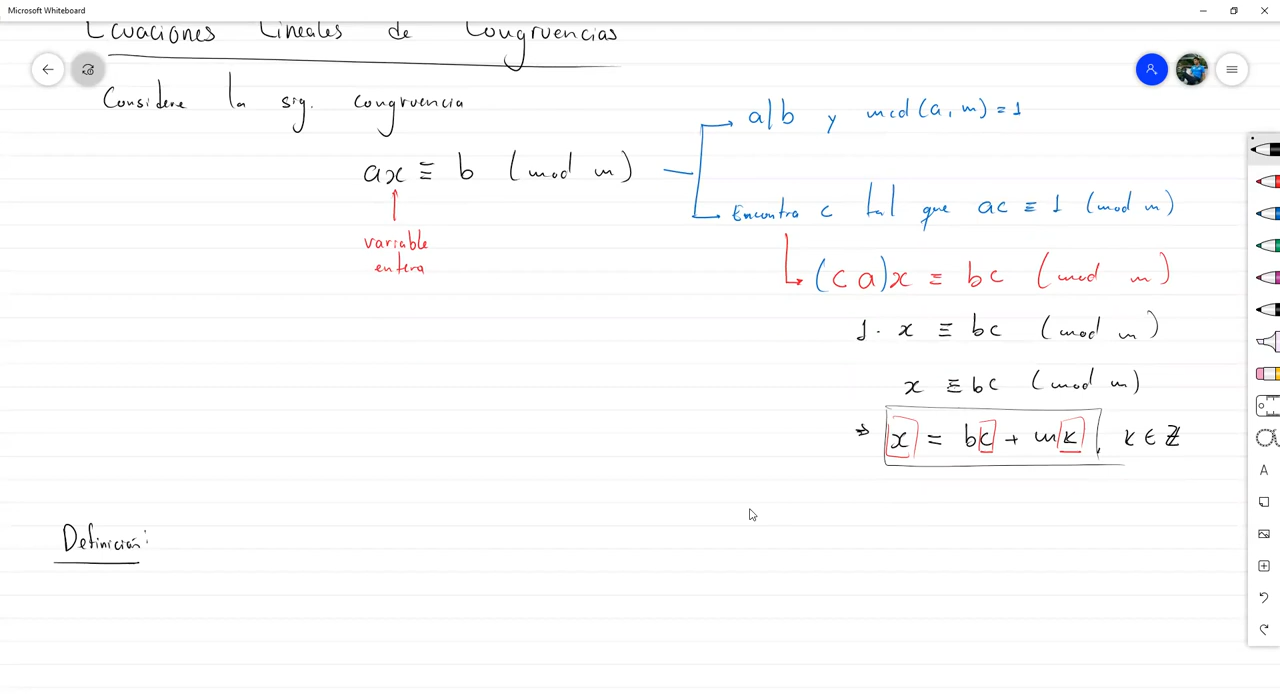 Microsoft Whiteboard
Ecuaciones Lineales de Congruencias
Considere la sig. congruencia
ax ≡ b (mod m)
variable
entera
a|b y mcd(a, m) = 1
Encontra c tal que ac ≡ 1 (mod m)
(c a)x ≡ bc (mod m)
1 · x ≡ bc (mod m)
x ≡ bc (mod m)
⇒ x = bc + mk, k ∈ ℤ
Definición:
A